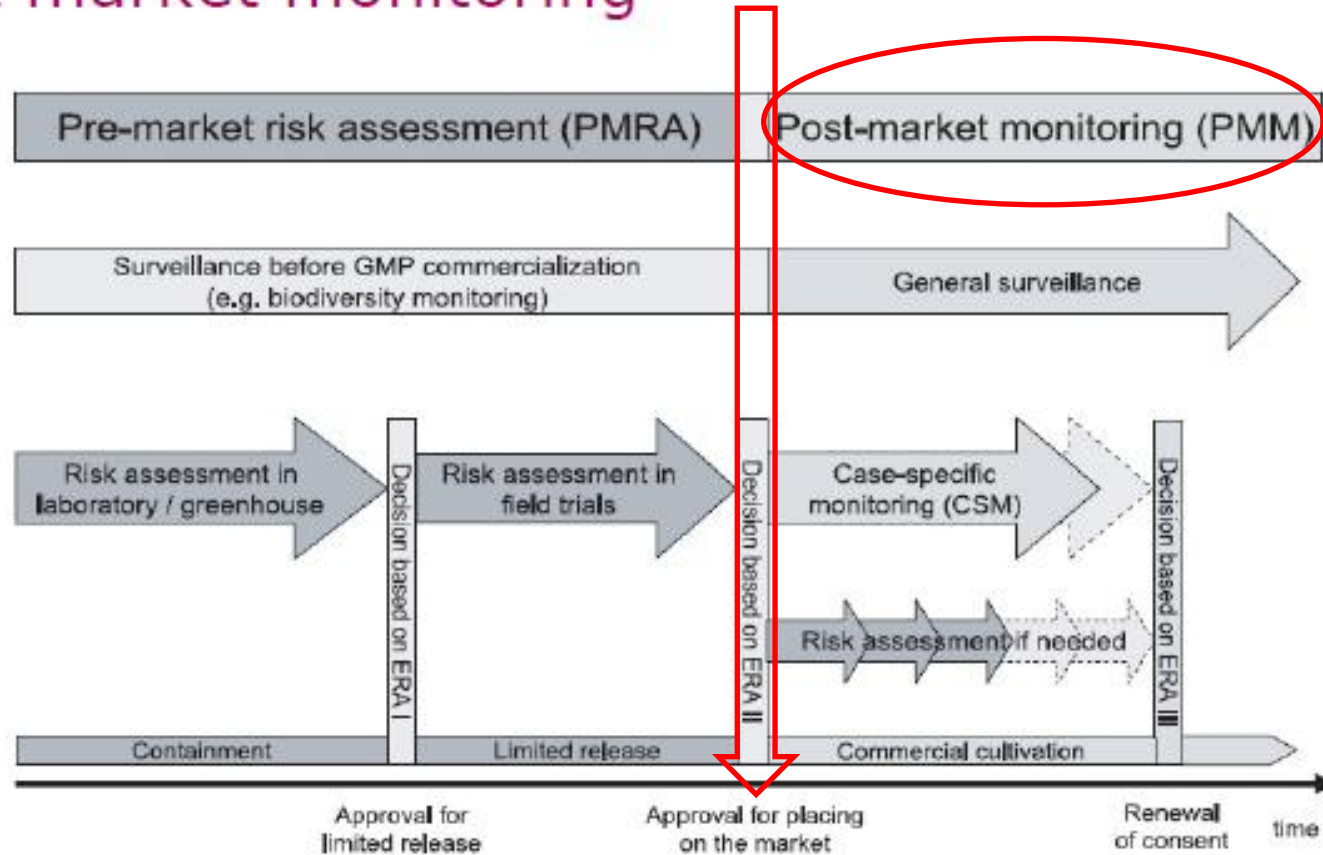 market monitoring
Pre-market risk assessment (PMRA)
Post-market monitoring (PMM)
Surveillance before GMP commercialization
(e.g. biodiversity monitoring)
General surveillance
Risk assessment in
laboratory / greenhouse
Decision based on ERA I
Risk assessment in
field trials
Decision based on ERA II
Case-specific
monitoring (CSM)
Risk assessment if needed
Decision based on ERA III
Containment
Limited release
Commercial cultivation
Approval for
limited release
Approval for placing
on the market
Renewal
of consent
time